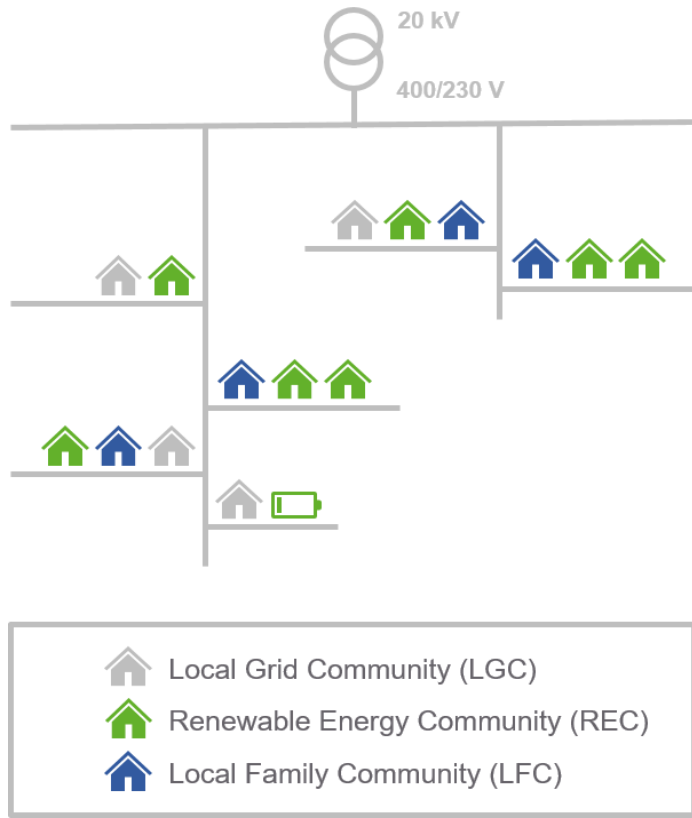 20 kV
400/230 V
Local Grid Community (LGC)
Renewable Energy Community (REC)
Local Family Community (LFC)